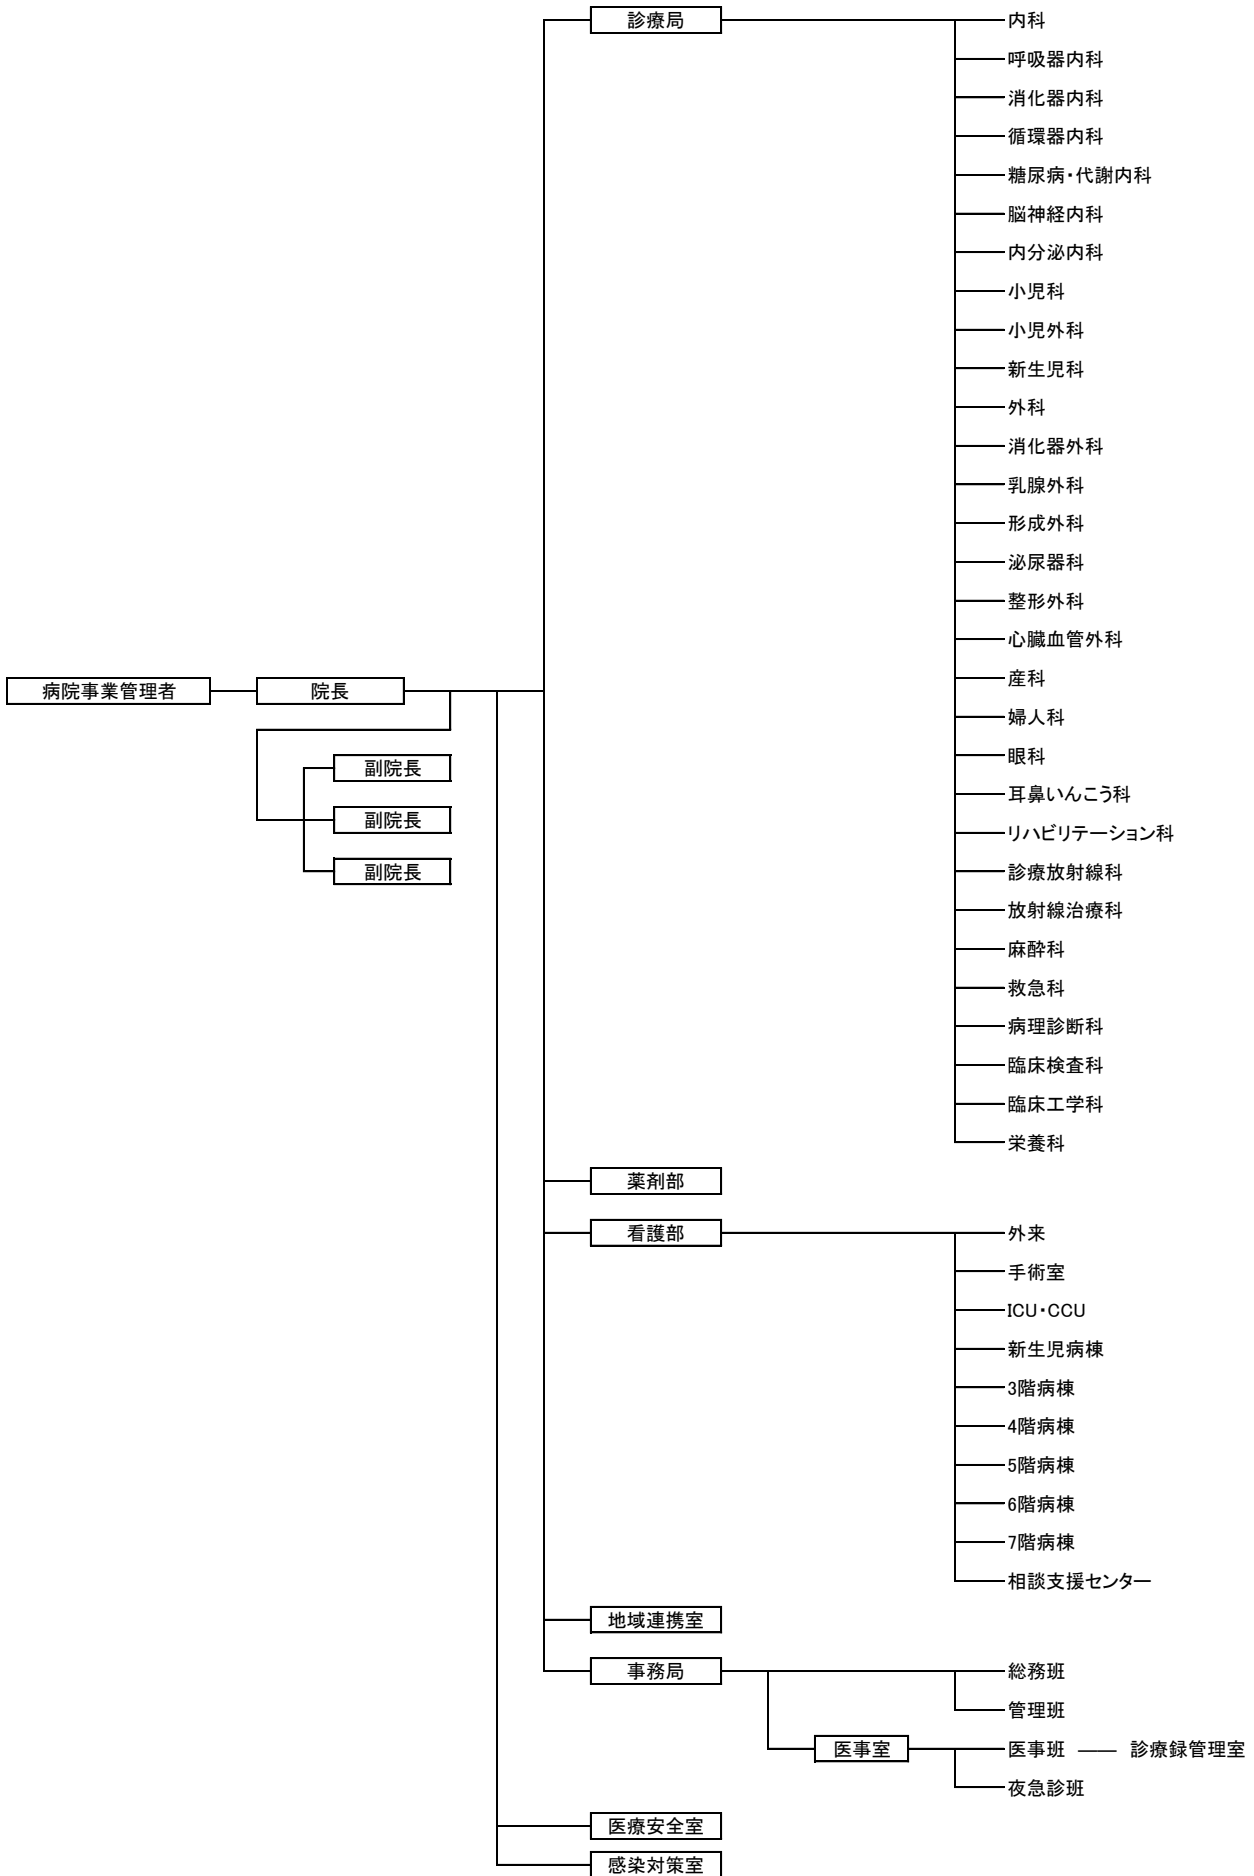 診療局
内科
呼吸器内科
消化器内科
循環器内科
糖尿病・代謝内科
脳神経内科
内分泌内科
小児科
小児外科
新生児科
外科
消化器外科
乳腺外科
形成外科
泌尿器科
整形外科
心臓血管外科
病院事業管理者
院長
産科
婦人科
眼科
副院長
耳鼻いんこう科
副院長
リハビリテーション科
診療放射線科
副院長
放射線治療科
麻酔科
救急科
病理診断科
臨床検査科
臨床工学科
栄養科
薬剤部
看護部
外来
手術室
ICU・CCU
新生児病棟
3階病棟
4階病棟
5階病棟
6階病棟
7階病棟
相談支援センター
地域連携室
事務局
総務班
管理班
医事室
医事班 —— 診療録管理室
夜急診班
医療安全室
感染対策室